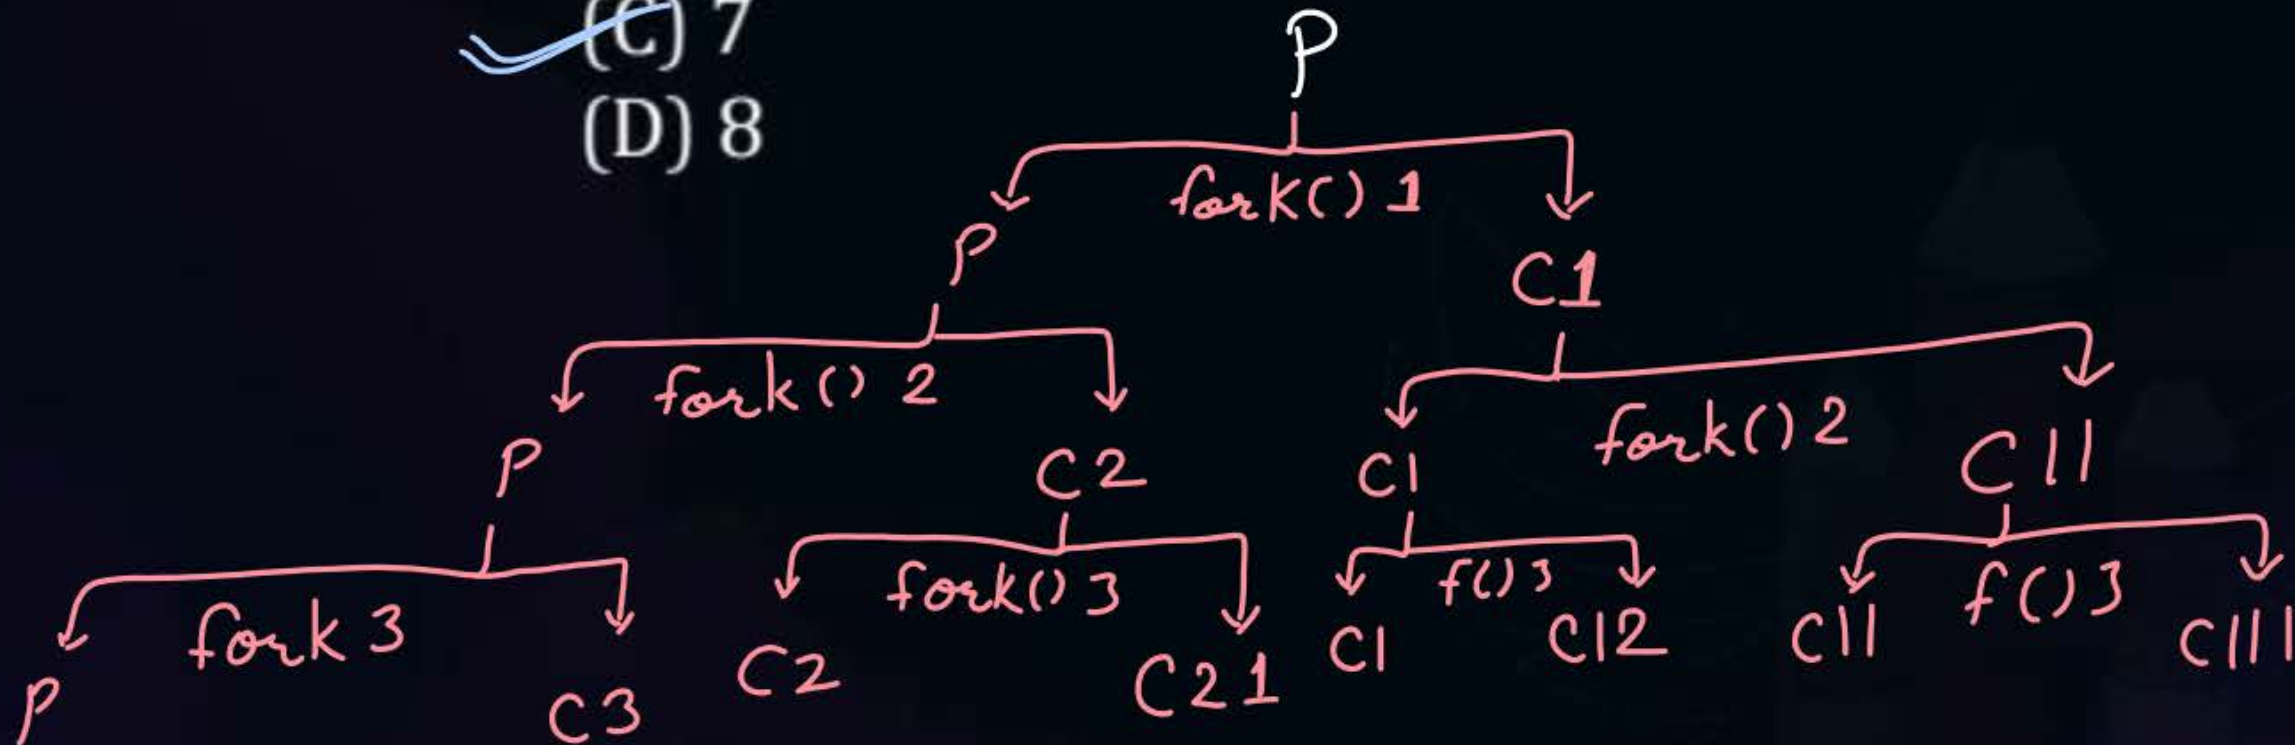 (C) 7
(D) 8
P
fork() 1
P
C1
fork() 2
fork() 2
P
C2
C1
C11
fork 3
fork() 3
f() 3
f() 3
P
C3
C2
C21
C1
C12
C11
C111